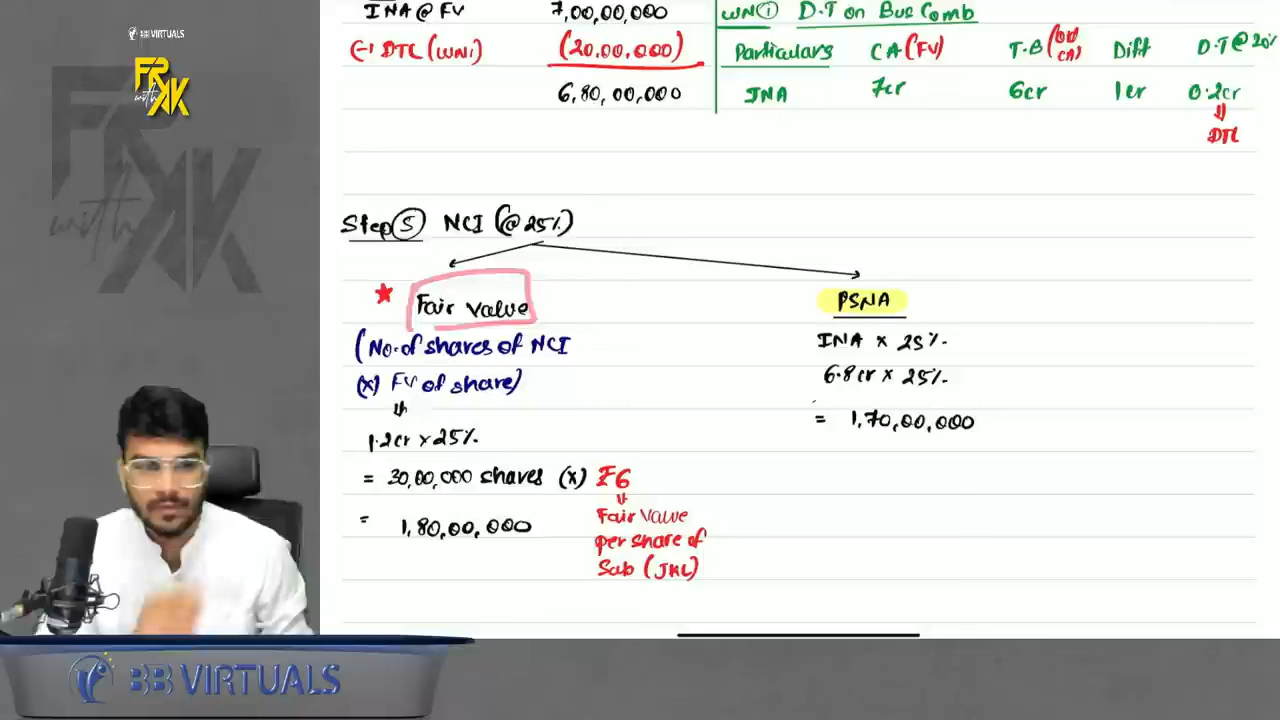 BB VIRTUALS
FR
with
AK
FR
with
AK
INA @ FV 7,00,00,000
(-) DTL (WN1) (20,00,000)
6,80,00,000
WN① D.T on Bus Comb
Particulars CA (FV) T.B Diff D.T @ 20%
INA 7cr 6cr 1cr 0.2cr
⇓
DTL
Step ⑤ NCI (@ 25%)
★ Fair value
(No. of shares of NCI
(x) FV of share)
⇓
1.2cr x 25%
= 30,00,000 shares (x) ₹6
= 1,80,00,000
⇓
Fair Value
per share of
Sub (JKL)
PSNA
INA x 25%
6.8cr x 25%
= 1,70,00,000
BB VIRTUALS